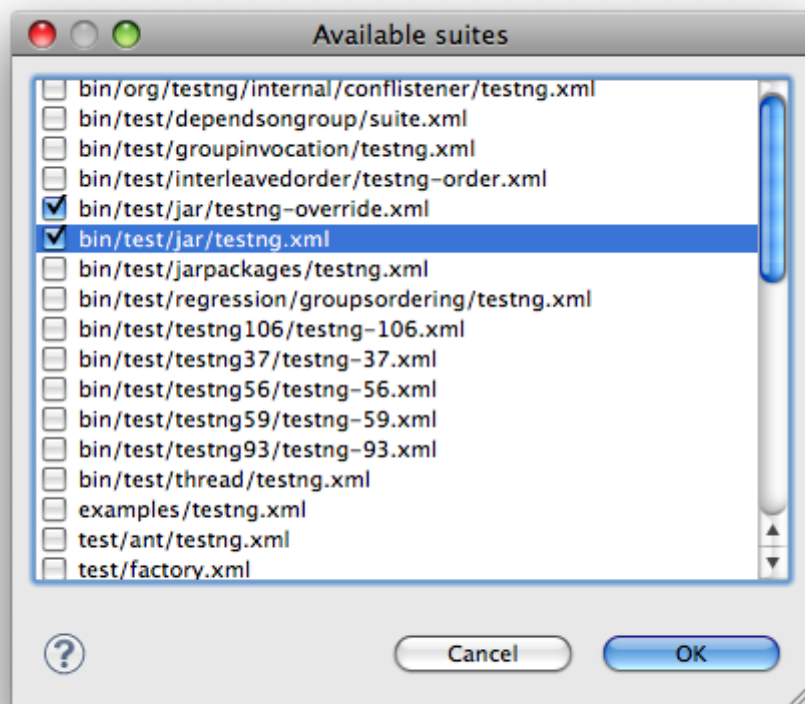 Available suites
bin/org/testng/internal/conflistener/testng.xml
bin/test/dependsongroup/suite.xml
bin/test/groupinvocation/testng.xml
bin/test/interleavedorder/testng-order.xml
bin/test/jar/testng-override.xml
bin/test/jar/testng.xml
bin/test/jarpackages/testng.xml
bin/test/regression/groupsordering/testng.xml
bin/test/testng106/testng-106.xml
bin/test/testng37/testng-37.xml
bin/test/testng56/testng-56.xml
bin/test/testng59/testng-59.xml
bin/test/testng93/testng-93.xml
bin/test/thread/testng.xml
examples/testng.xml
test/ant/testng.xml
test/factory.xml
? Cancel OK